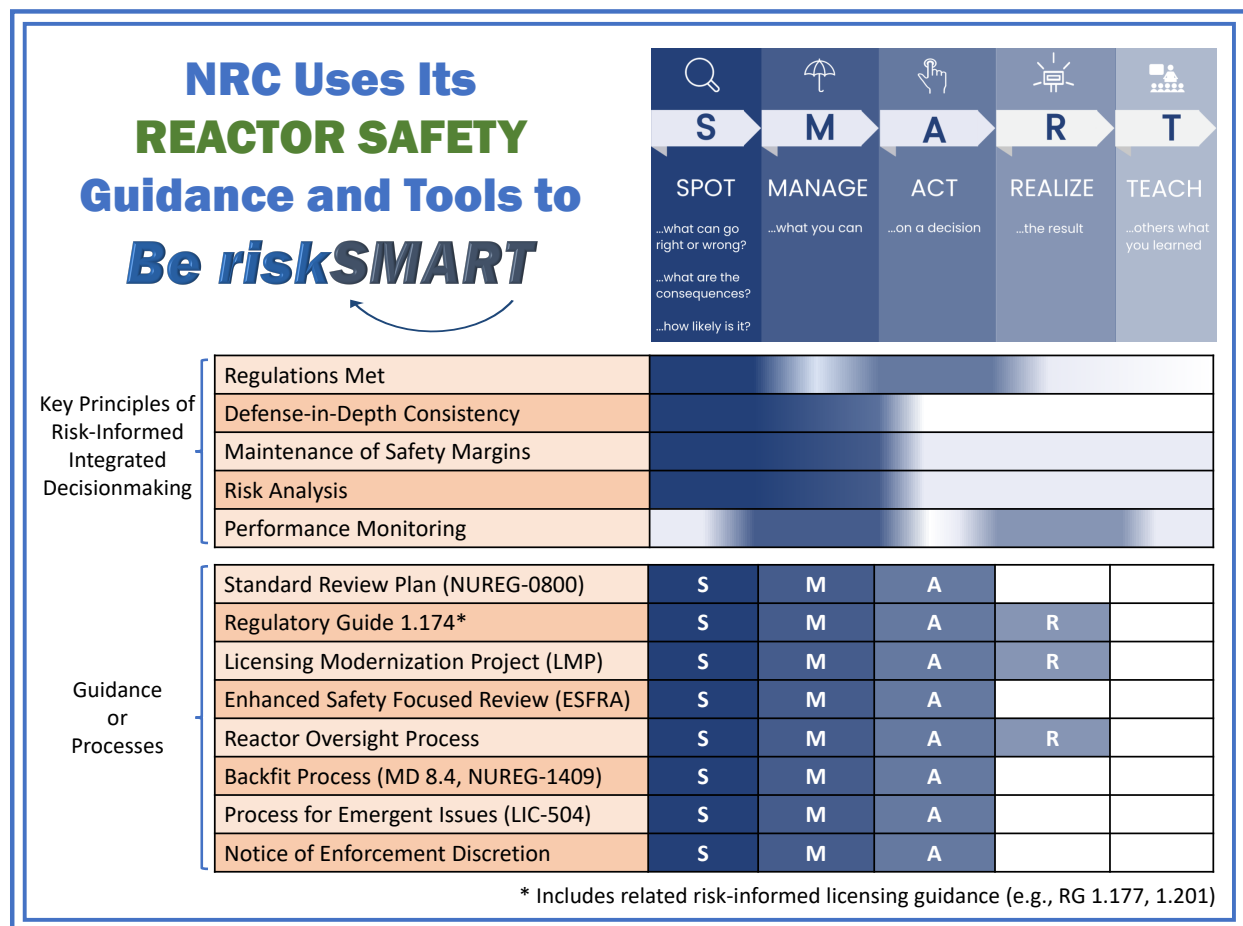 NRC Uses Its
REACTOR SAFETY
Guidance and Tools to
Be riskSMART
S M A R T
SPOT MANAGE ACT REALIZE TEACH
...what can go
right or wrong?
...what are the
consequences?
...how likely is it?
...what you can
...on a decision
...the result
...others what
you learned
Key Principles of
Risk-Informed
Integrated
Decisionmaking
Regulations Met
Defense-in-Depth Consistency
Maintenance of Safety Margins
Risk Analysis
Performance Monitoring
Guidance
or
Processes
Standard Review Plan (NUREG-0800) S M A
Regulatory Guide 1.174* S M A R
Licensing Modernization Project (LMP) S M A R
Enhanced Safety Focused Review (ESFRA) S M A
Reactor Oversight Process S M A R
Backfit Process (MD 8.4, NUREG-1409) S M A
Process for Emergent Issues (LIC-504) S M A
Notice of Enforcement Discretion S M A
* Includes related risk-informed licensing guidance (e.g., RG 1.177, 1.201)